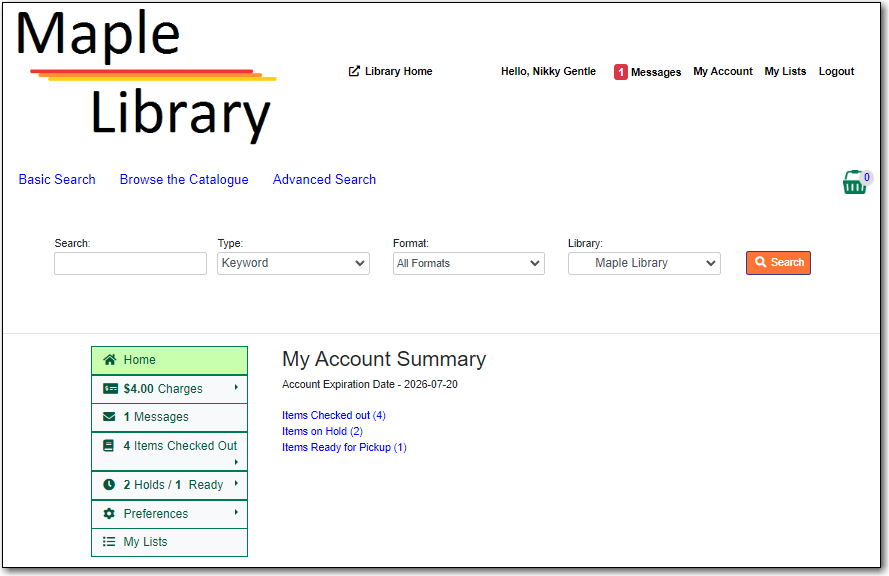 Maple
Library
Library Home
Hello, Nikky Gentle
1 Messages
My Account
My Lists
Logout
Basic Search
Browse the Catalogue
Advanced Search
0
Search:
Type:
Format:
Library:
Keyword
All Formats
Maple Library
Search
Home
$4.00 Charges
1 Messages
4 Items Checked Out
2 Holds / 1 Ready
Preferences
My Lists
My Account Summary
Account Expiration Date - 2026-07-20
Items Checked out (4)
Items on Hold (2)
Items Ready for Pickup (1)